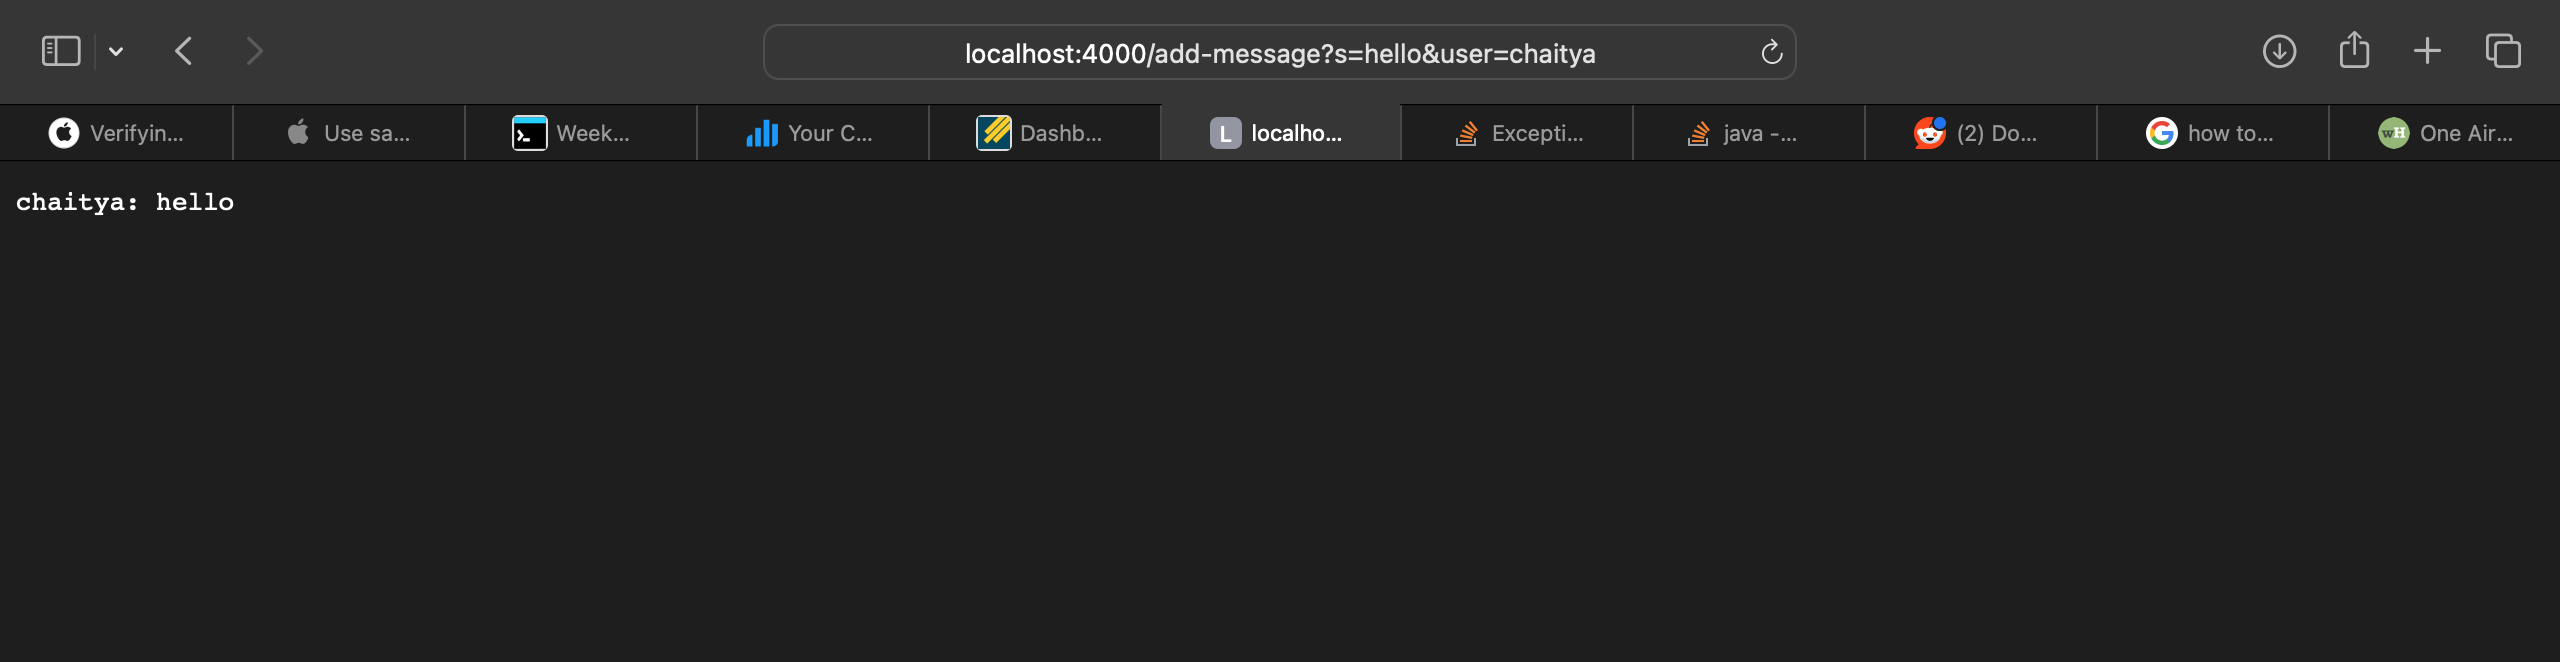 localhost:4000/add-message?s=hello&user=chaitya
Verifyin...
Use sa...
Week...
Your C...
Dashb...
L localho...
Excepti...
java -...
(2) Do...
G how to...
wH One Air...
chaitya: hello